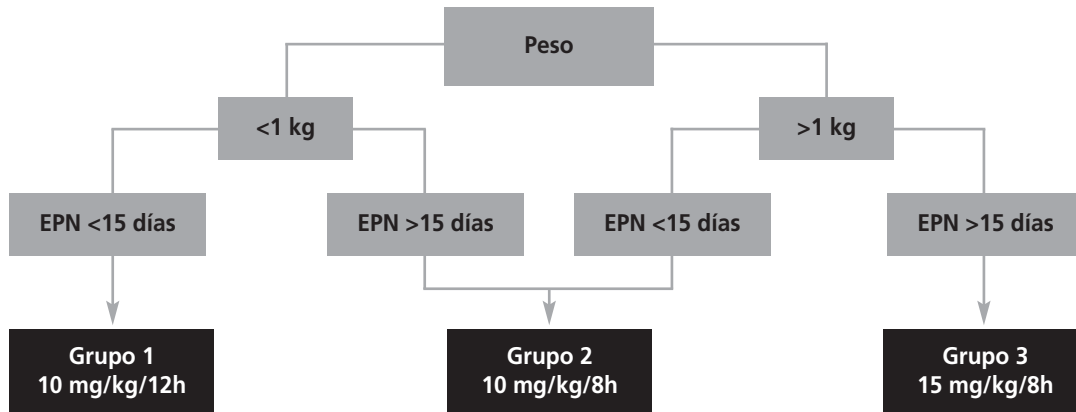 Peso
<1 kg
>1 kg
EPN <15 días
EPN >15 días
EPN <15 días
EPN >15 días
Grupo 1
10 mg/kg/12h
Grupo 2
10 mg/kg/8h
Grupo 3
15 mg/kg/8h